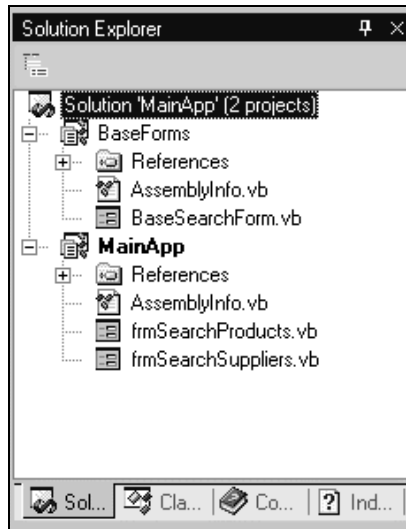 Solution Explorer
Solution 'MainApp' (2 projects)
BaseForms
References
AssemblyInfo.vb
BaseSearchForm.vb
MainApp
References
AssemblyInfo.vb
frmSearchProducts.vb
frmSearchSuppliers.vb
Sol... Cla... Co... Ind...